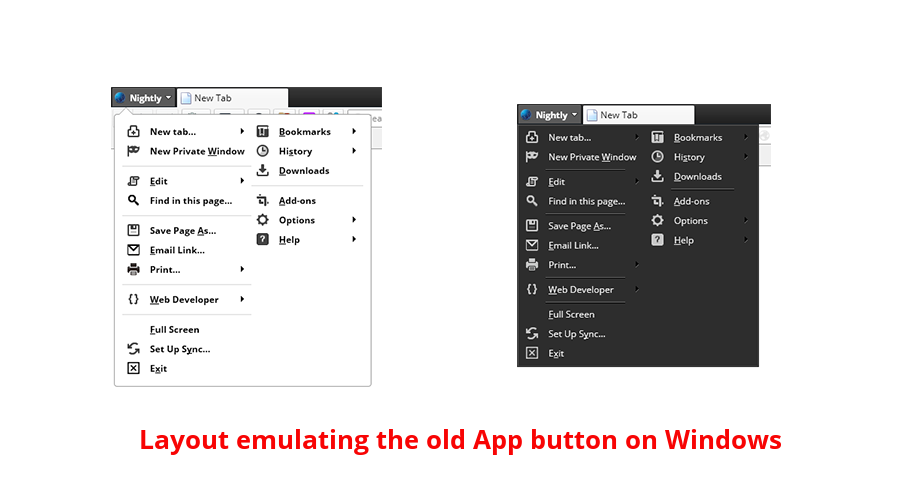 Nightly
New Tab
New tab...
New Private Window
Edit
Find in this page...
Save Page As...
Email Link...
Print...
Web Developer
Full Screen
Set Up Sync...
Exit
Bookmarks
History
Downloads
Add-ons
Options
Help
Nightly
New Tab
New tab...
New Private Window
Edit
Find in this page...
Save Page As...
Email Link...
Print...
Web Developer
Full Screen
Set Up Sync...
Exit
Bookmarks
History
Downloads
Add-ons
Options
Help
Layout emulating the old App button on Windows